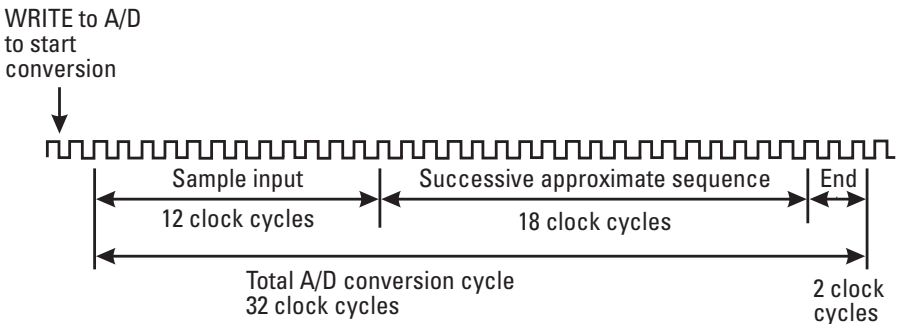 WRITE to A/D
to start
conversion
Sample input
Successive approximate sequence
End
12 clock cycles
18 clock cycles
Total A/D conversion cycle
32 clock cycles
2 clock
cycles